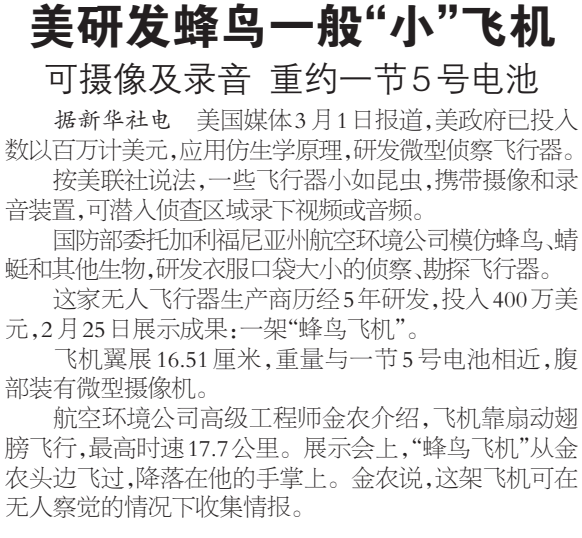 美研发蜂鸟一般“小”飞机
可摄像及录音 重约一节5号电池
据新华社电 美国媒体3月1日报道,美政府已投入
数以百万计美元,应用仿生学原理,研发微型侦察飞行器。
按美联社说法,一些飞行器小如昆虫,携带摄像和录
音装置,可潜入侦查区域录下视频或音频。
国防部委托加利福尼亚州航空环境公司模仿蜂鸟、蜻
蜓和其他生物,研发衣服口袋大小的侦察、勘探飞行器。
这家无人飞行器生产商历经5年研发,投入400万美
元,2月25日展示成果:一架“蜂鸟飞机”。
飞机翼展16.51厘米,重量与一节5号电池相近,腹
部装有微型摄像机。
航空环境公司高级工程师金农介绍,飞机靠扇动翅
膀飞行,最高时速17.7公里。展示会上,“蜂鸟飞机”从金
农头边飞过,降落在他的手掌上。金农说,这架飞机可在
无人察觉的情况下收集情报。